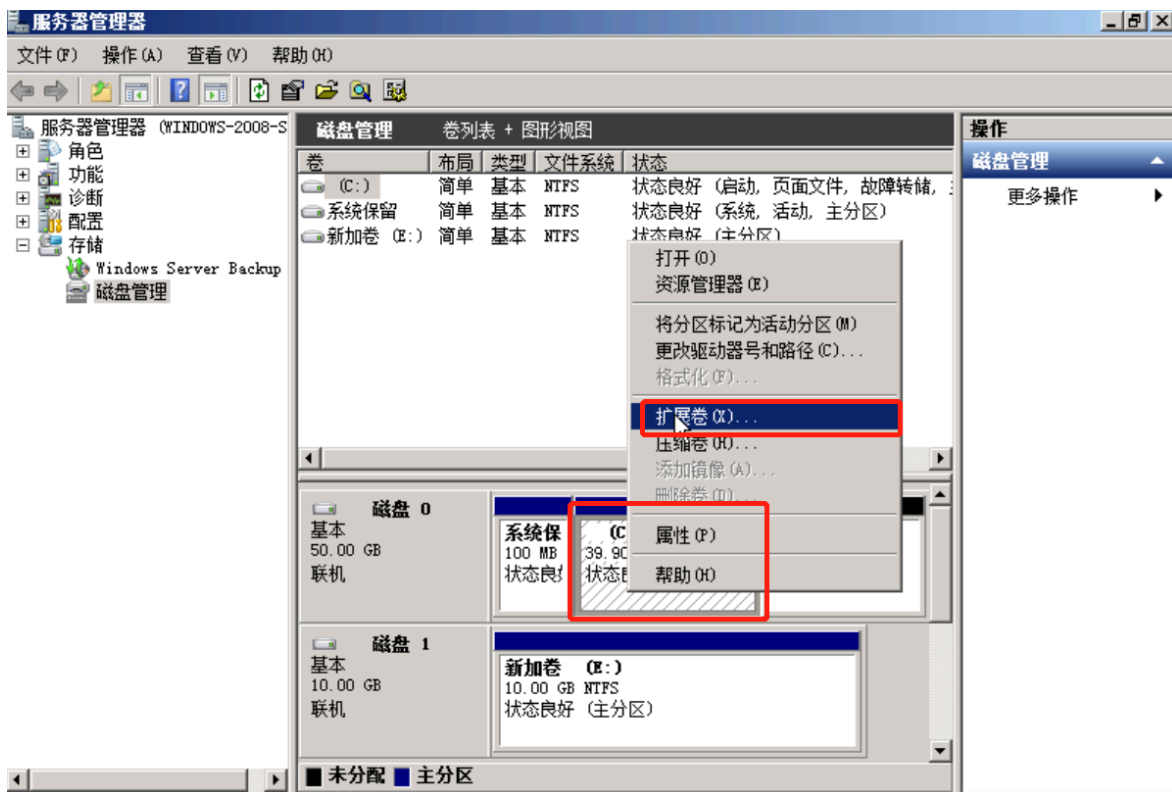 服务器管理器
文件(F) 操作(A) 查看(V) 帮助(H)
服务器管理器 (WINDOWS-2008-S
角色
功能
诊断
配置
存储
Windows Server Backup
磁盘管理
磁盘管理 卷列表 + 图形视图
卷 布局 类型 文件系统 状态
(C:) 简单 基本 NTFS 状态良好 (启动, 页面文件, 故障转储,
系统保留 简单 基本 NTFS 状态良好 (系统, 活动, 主分区)
新加卷 (E:) 简单 基本 NTFS 状态良好 (主分区)
打开(O)
资源管理器(E)
将分区标记为活动分区(M)
更改驱动器号和路径(C)...
格式化(F)...
扩展卷(X)...
压缩卷(H)...
添加镜像(A)...
删除卷(D)...
属性(P)
帮助(H)
磁盘 0
基本
50.00 GB
联机
系统保
100 MB
状态良
(C
39.90
状态
磁盘 1
基本
10.00 GB
联机
新加卷 (E:)
10.00 GB NTFS
状态良好 (主分区)
未分配 主分区
操作
磁盘管理
更多操作